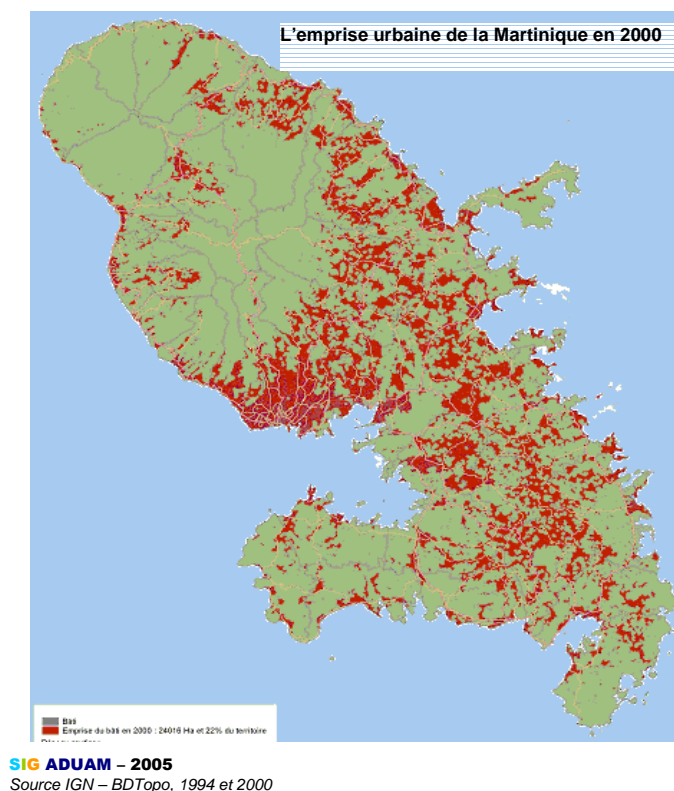 L'emprise urbaine de la Martinique en 2000
Bâti
Emprise du bâti en 2000 : 24016 Ha et 22% du territoire
SIG ADUAM – 2005
Source IGN – BDTopo, 1994 et 2000